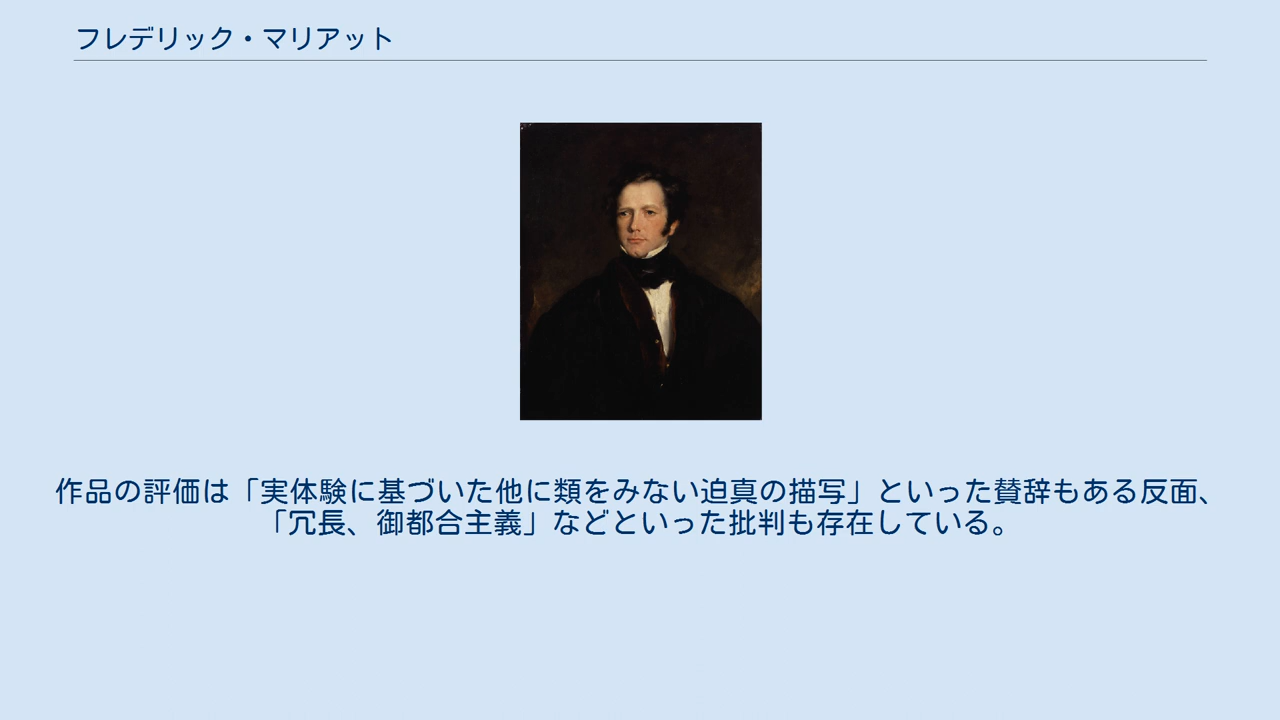 フレデリック・マリアット
作品の評価は「実体験に基づいた他に類をみない迫真の描写」といった賛辞もある反面、
「冗長、御都合主義」などといった批判も存在している。